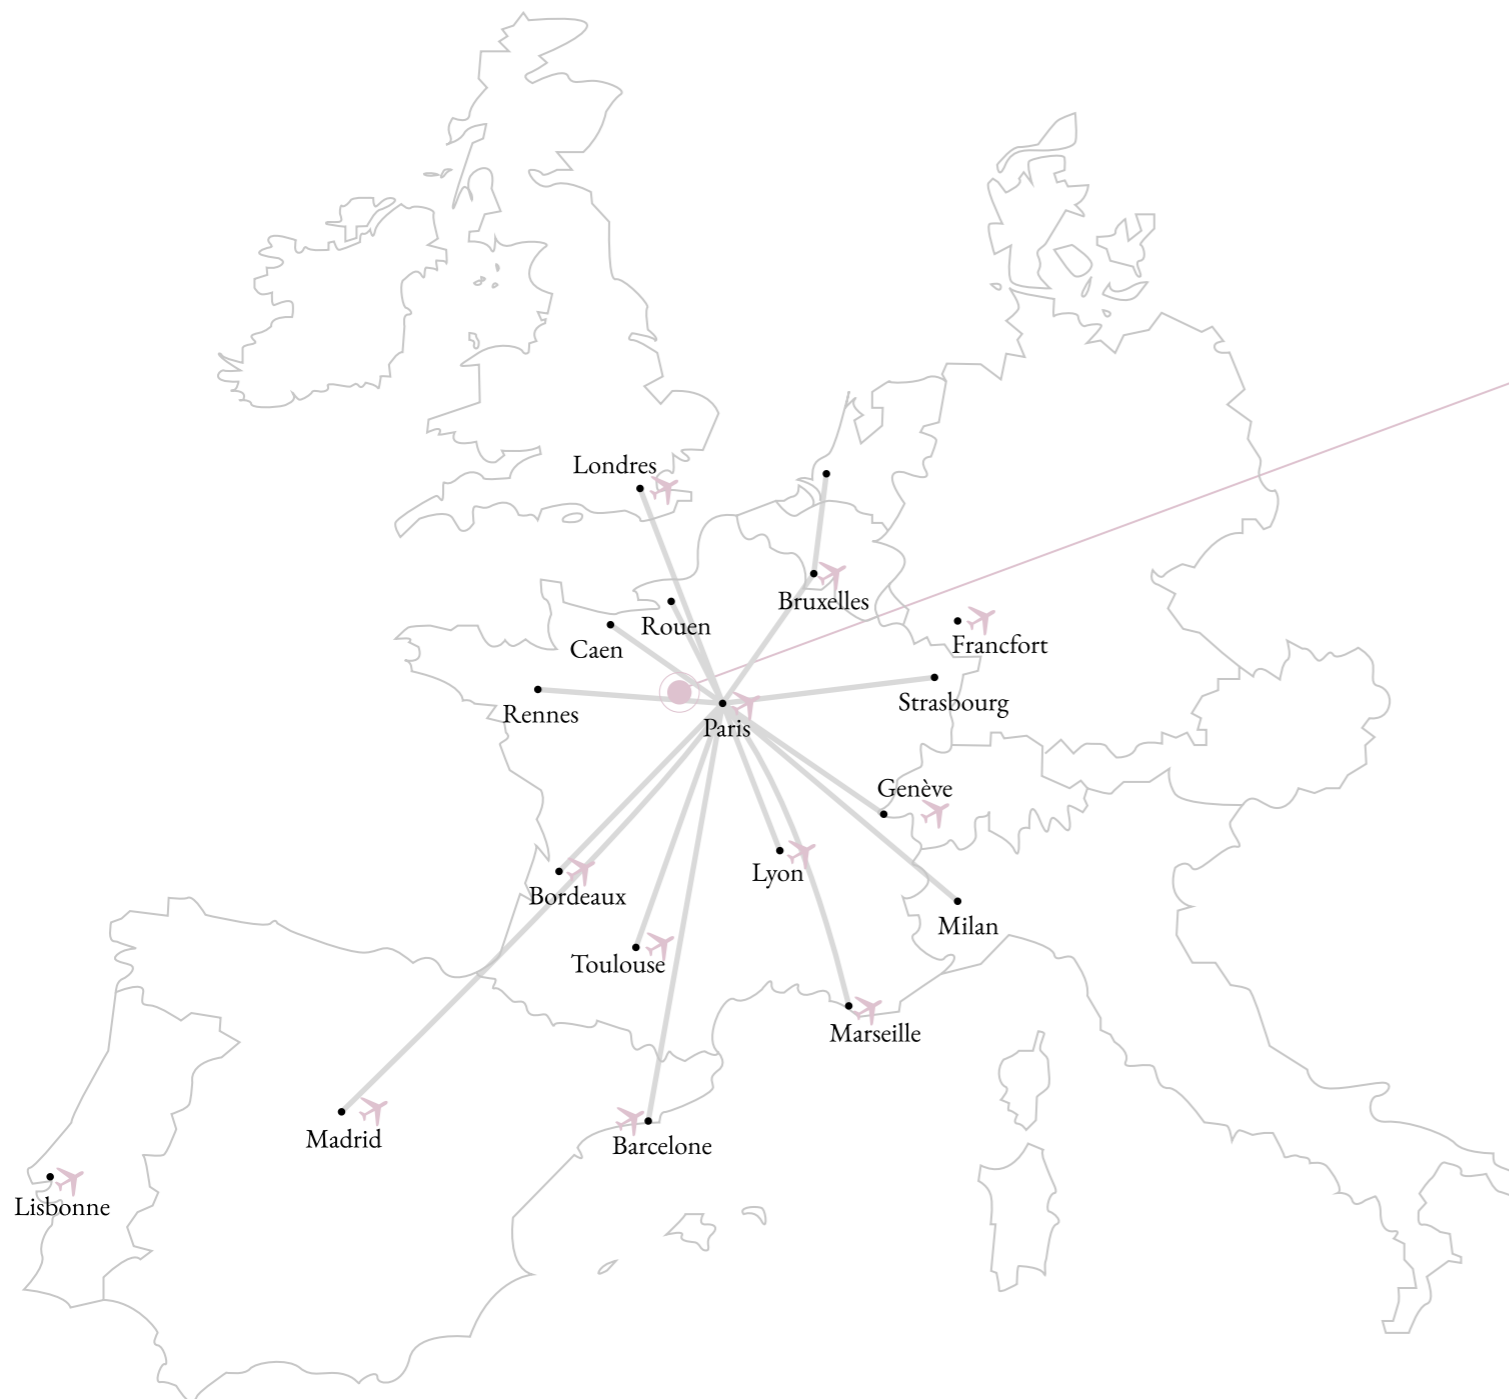 Londres
Bruxelles
Rouen
Caen
Francfort
Rennes
Strasbourg
Paris
Genève
Lyon
Bordeaux
Milan
Toulouse
Marseille
Madrid
Barcelone
Lisbonne